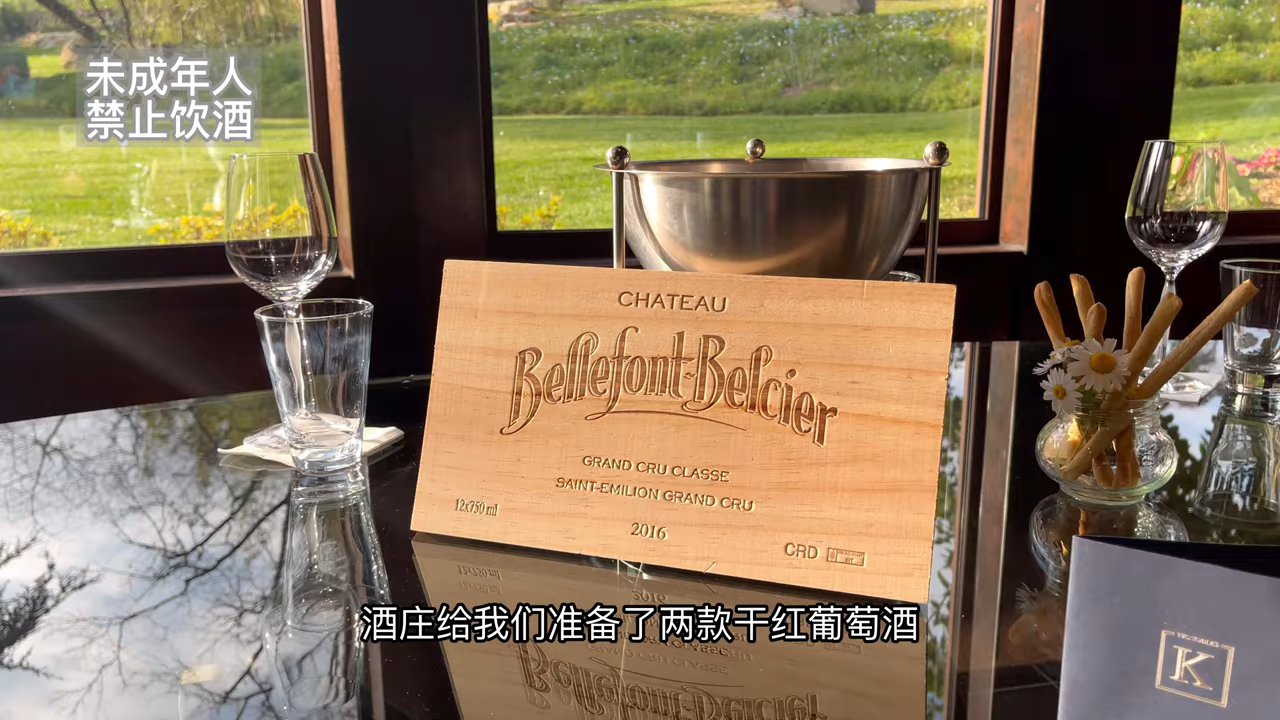 未成年人
禁止饮酒
CHATEAU
Bellefont-Belcier
GRAND CRU CLASSE
SAINT-EMILION GRAND CRU
12x750 ml
2016
CRD
酒庄给我们准备了两款干红葡萄酒
K